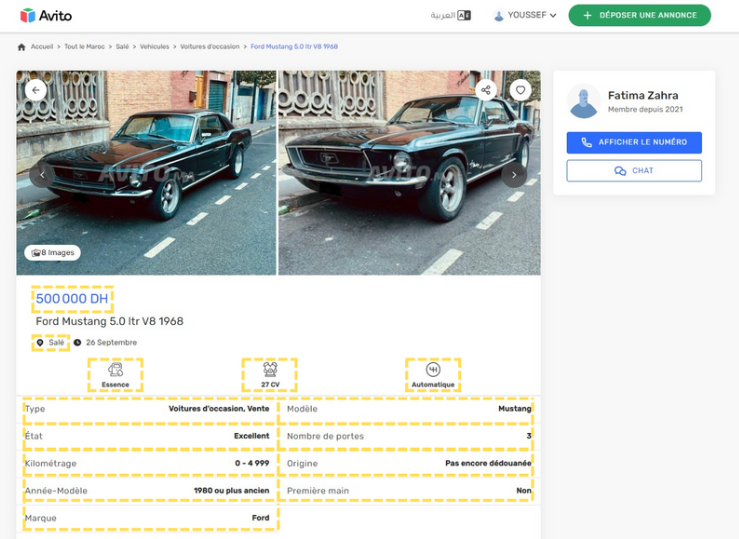 Avito
العربية
YOUSSEF
+ DÉPOSER UNE ANNONCE
Accueil > Tout le Maroc > Salé > Vehicules > Voitures d'occasion > Ford Mustang 5.0 ltr V8 1968
AVITO.MA
AVITO.MA
8 Images
Fatima Zahra
Membre depuis 2021
AFFICHER LE NUMÉRO
CHAT
500 000 DH
Ford Mustang 5.0 ltr V8 1968
Salé 26 Septembre
Essence 27 CV Automatique
Type Voitures d'occasion, Vente Modèle Mustang
État Excellent Nombre de portes 3
Kilométrage 0 - 4 999 Origine Pas encore dédouanée
Année-Modèle 1980 ou plus ancien Première main Non
Marque Ford